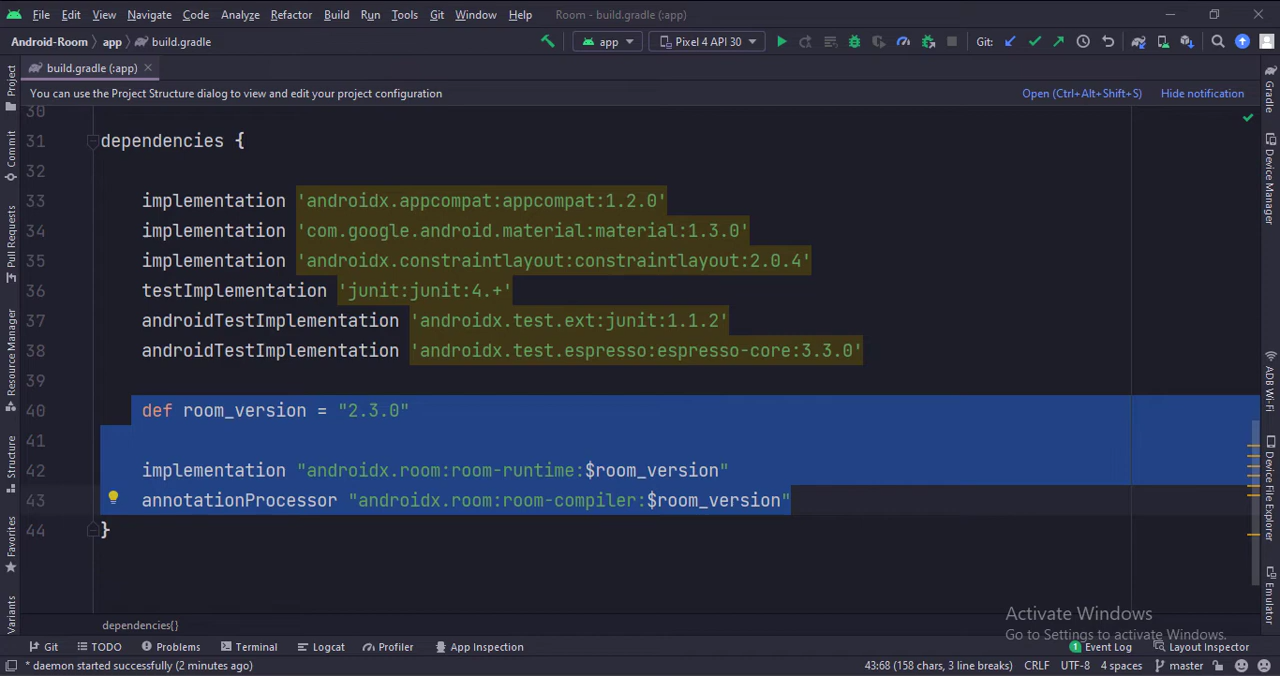 File Edit View Navigate Code Analyze Refactor Build Run Tools Git Window Help Room - build.gradle (:app)
Android-Room app build.gradle app Pixel 4 API 30 Git:
build.gradle (:app)
You can use the Project Structure dialog to view and edit your project configuration Open (Ctrl+Alt+Shift+S) Hide notification
30
31 dependencies {
32
33 implementation 'androidx.appcompat:appcompat:1.2.0'
34 implementation 'com.google.android.material:material:1.3.0'
35 implementation 'androidx.constraintlayout:constraintlayout:2.0.4'
36 testImplementation 'junit:junit:4.+'
37 androidTestImplementation 'androidx.test.ext:junit:1.1.2'
38 androidTestImplementation 'androidx.test.espresso:espresso-core:3.3.0'
39
40 def room_version = "2.3.0"
41
42 implementation "androidx.room:room-runtime:$room_version"
43 annotationProcessor "androidx.room:room-compiler:$room_version"
44 }
Project
Commit
Pull Requests
Resource Manager
Structure
Favorites
Variants
Gradle
Device Manager
ADB Wi-Fi
Device File Explorer
Emulator
dependencies{}
Activate Windows
Go to Settings to activate Windows.
Git TODO Problems Terminal Logcat Profiler App Inspection 1 Event Log Layout Inspector
* daemon started successfully (2 minutes ago) 43:68 (158 chars, 3 line breaks) CRLF UTF-8 4 spaces master